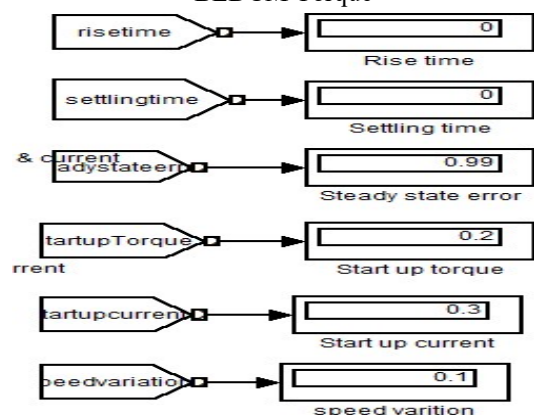 risetime
0
Rise time
settlingtime
0
Settling time
& current
adystateerr
0.99
Steady state error
tartupTorque
0.2
rrent
Start up torque
tartupcurrent
0.3
Start up current
peedvariation
0.1
speed varition